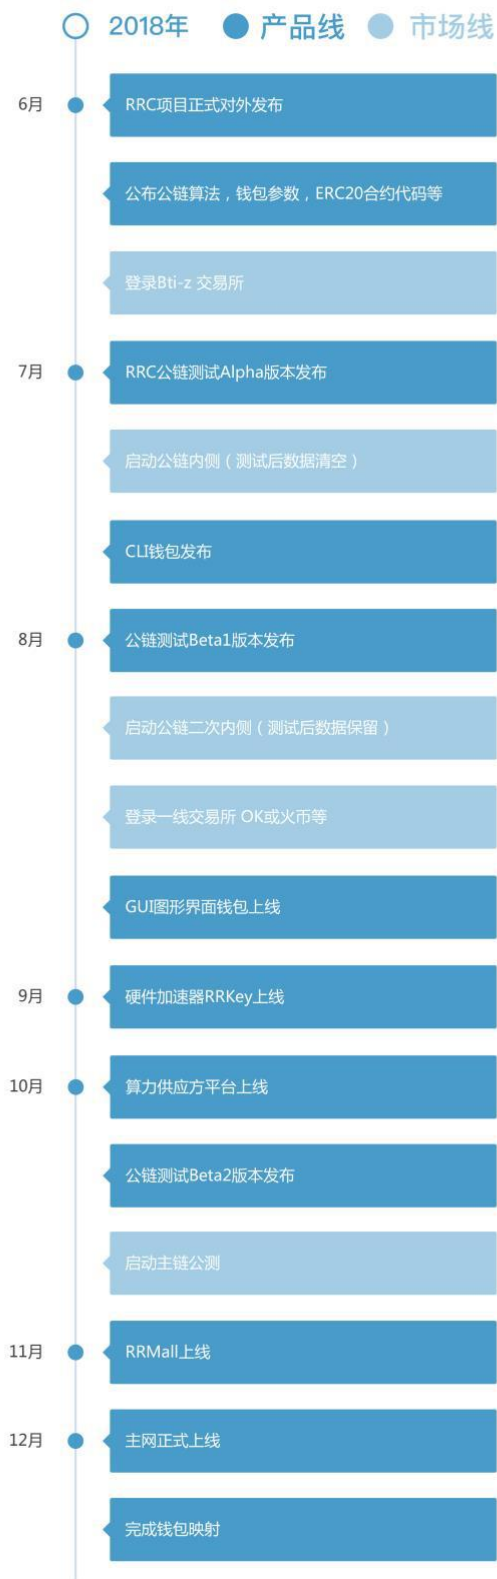 2018年 产品线 市场线
6月 RRC项目正式对外发布
公布公链算法，钱包参数，ERC20合约代码等
登录Bti-z 交易所
7月 RRC公链测试Alpha版本发布
启动公链内侧（测试后数据清空）
CLI钱包发布
8月 公链测试Beta1版本发布
启动公链二次内侧（测试后数据保留）
登录一线交易所 OK或火币等
GUI图形界面钱包上线
9月 硬件加速器RRKey上线
10月 算力供应方平台上线
公链测试Beta2版本发布
启动主链公测
11月 RRMall上线
12月 主网正式上线
完成钱包映射